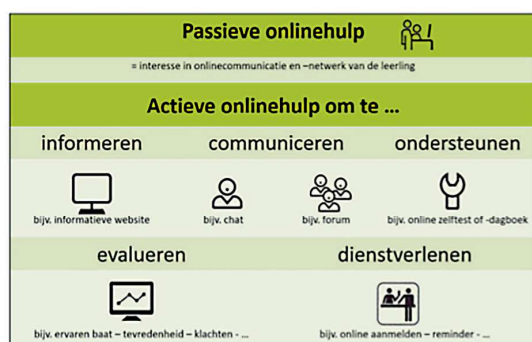 Passieve onlinehulp
= interesse in onlinecommunicatie en –netwerk van de leerling
Actieve onlinehulp om te ...
informeren communiceren ondersteunen
bijv. informatieve website bijv. chat bijv. forum bijv. online zelftest of -dagboek
evalueren dienstverlenen
bijv. ervaren baat – tevredenheid – klachten - ... bijv. online aanmelden – reminder - ...